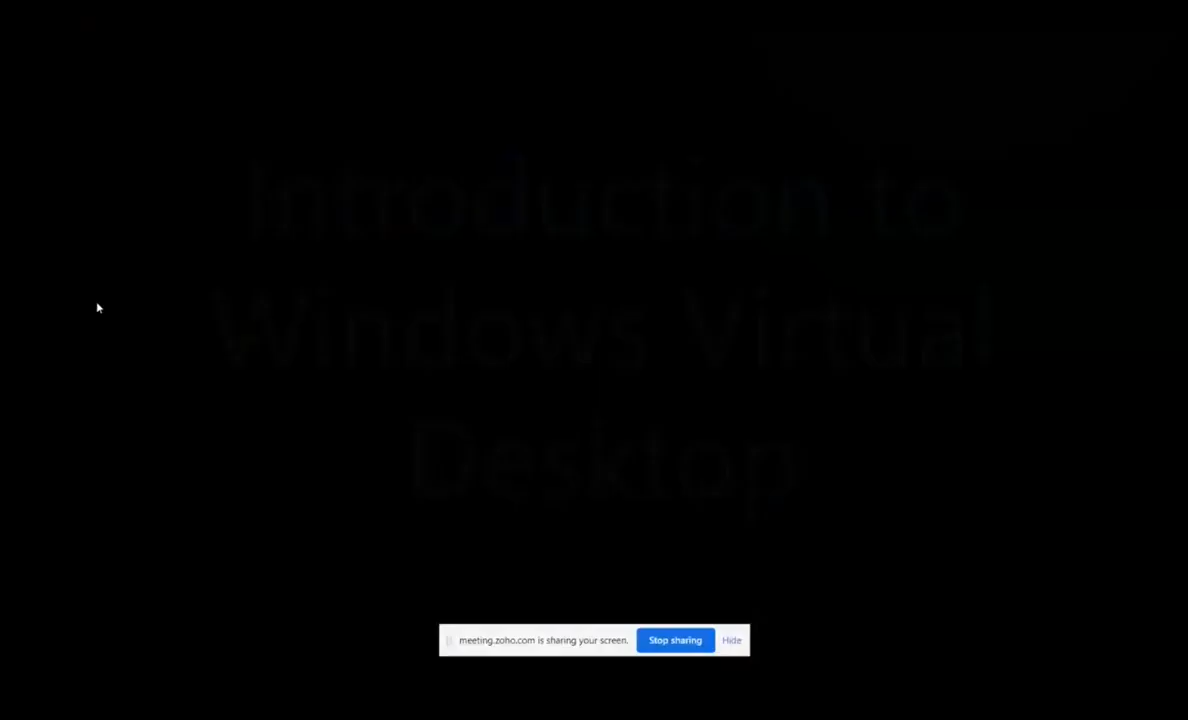 Introduction to
Windows Virtual
Desktop
meeting.zoho.com is sharing your screen. Stop sharing Hide